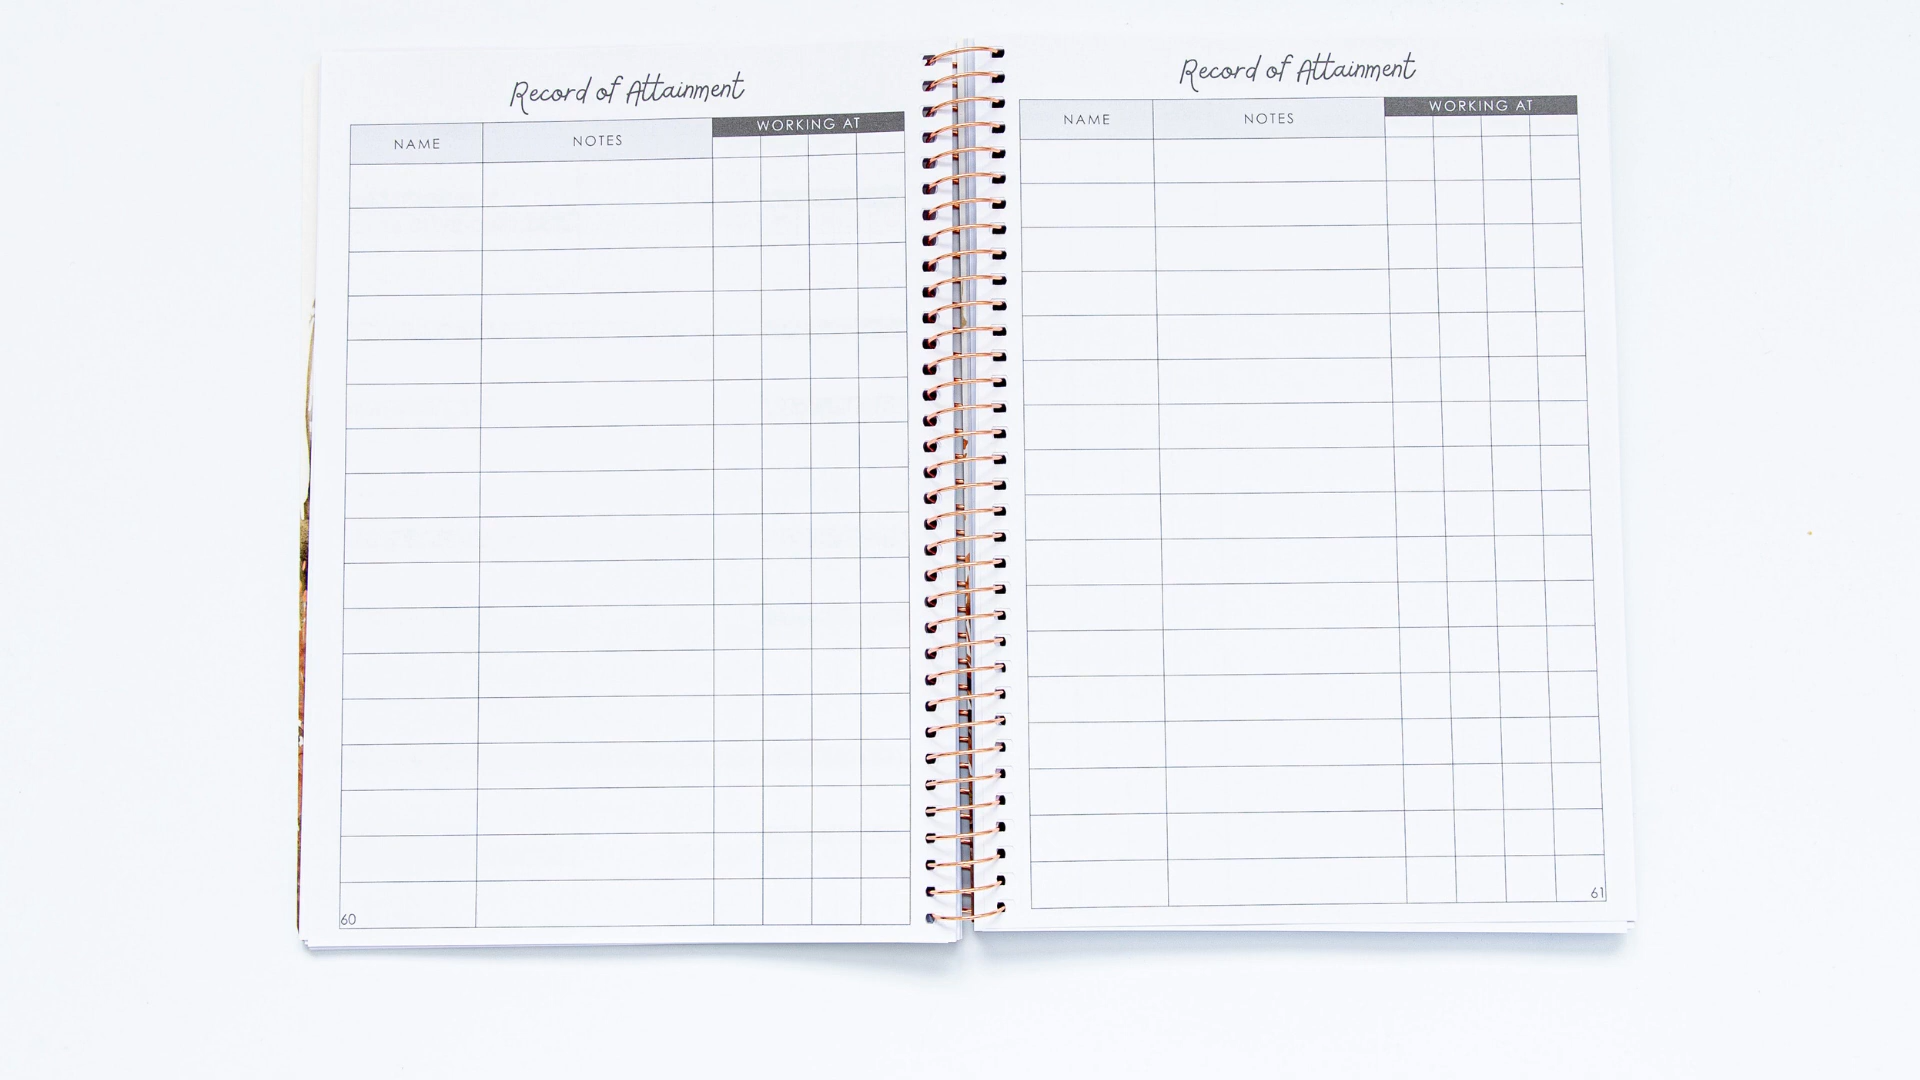 Record of Attainment
WORKING AT
NAME
NOTES
60
Record of Attainment
WORKING AT
NAME
NOTES
61